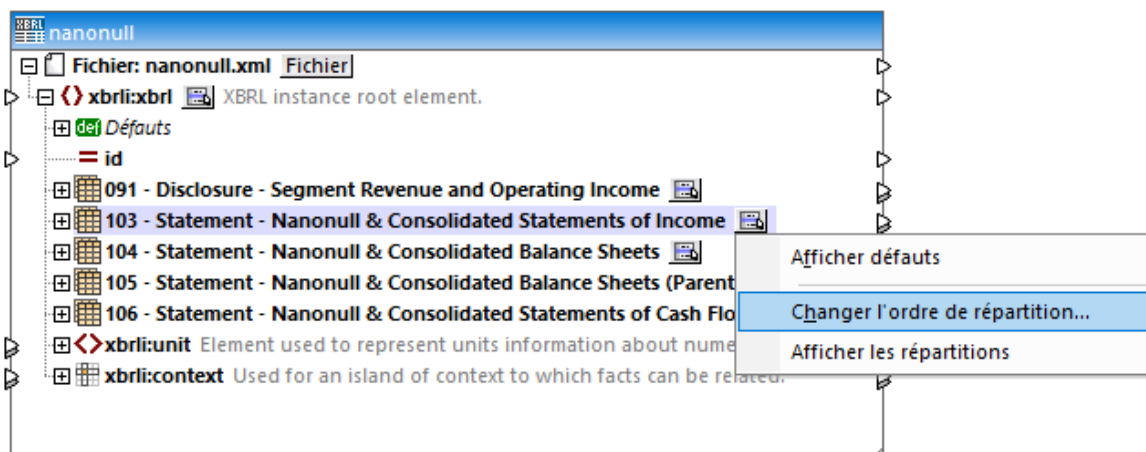 XBRL nanonull
Fichier: nanonull.xml Fichier
xbrli:xbrl XBRL instance root element.
def Défauts
id
091 - Disclosure - Segment Revenue and Operating Income
103 - Statement - Nanonull & Consolidated Statements of Income
104 - Statement - Nanonull & Consolidated Balance Sheets
Afficher défauts
105 - Statement - Nanonull & Consolidated Balance Sheets (Parent
106 - Statement - Nanonull & Consolidated Statements of Cash Flo
Changer l'ordre de répartition...
xbrli:unit Element used to represent units information about nume
Afficher les répartitions
xbrli:context Used for an island of context to which facts can be related.